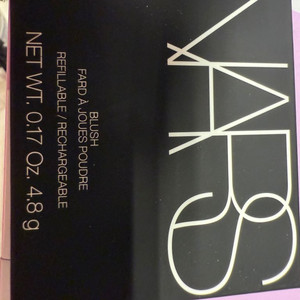 NARS
BLUSH
FARD À JOUES POUDRE
REFILLABLE / RECHARGEABLE
NET WT. 0.17 Oz. 4.8 g